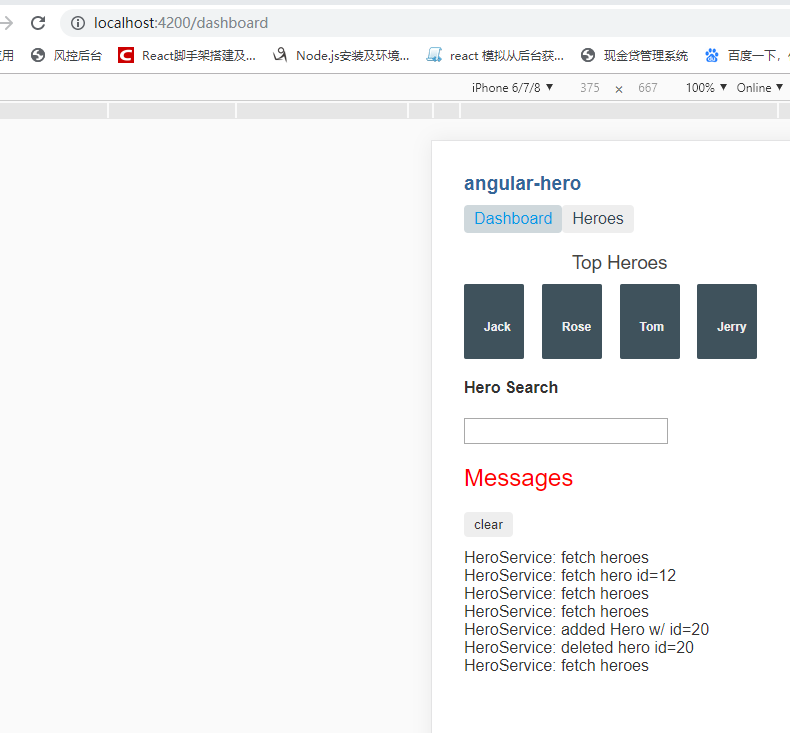 localhost:4200/dashboard
用 风控后台 React脚手架搭建及... Node.js安装及环境... react 模拟从后台获... 现金贷管理系统 百度一下，
iPhone 6/7/8 ▼ 375 × 667 100% ▼ Online ▼
angular-hero
Dashboard Heroes
Top Heroes
Jack Rose Tom Jerry
Hero Search
Messages
clear
HeroService: fetch heroes
HeroService: fetch hero id=12
HeroService: fetch heroes
HeroService: fetch heroes
HeroService: added Hero w/ id=20
HeroService: deleted hero id=20
HeroService: fetch heroes